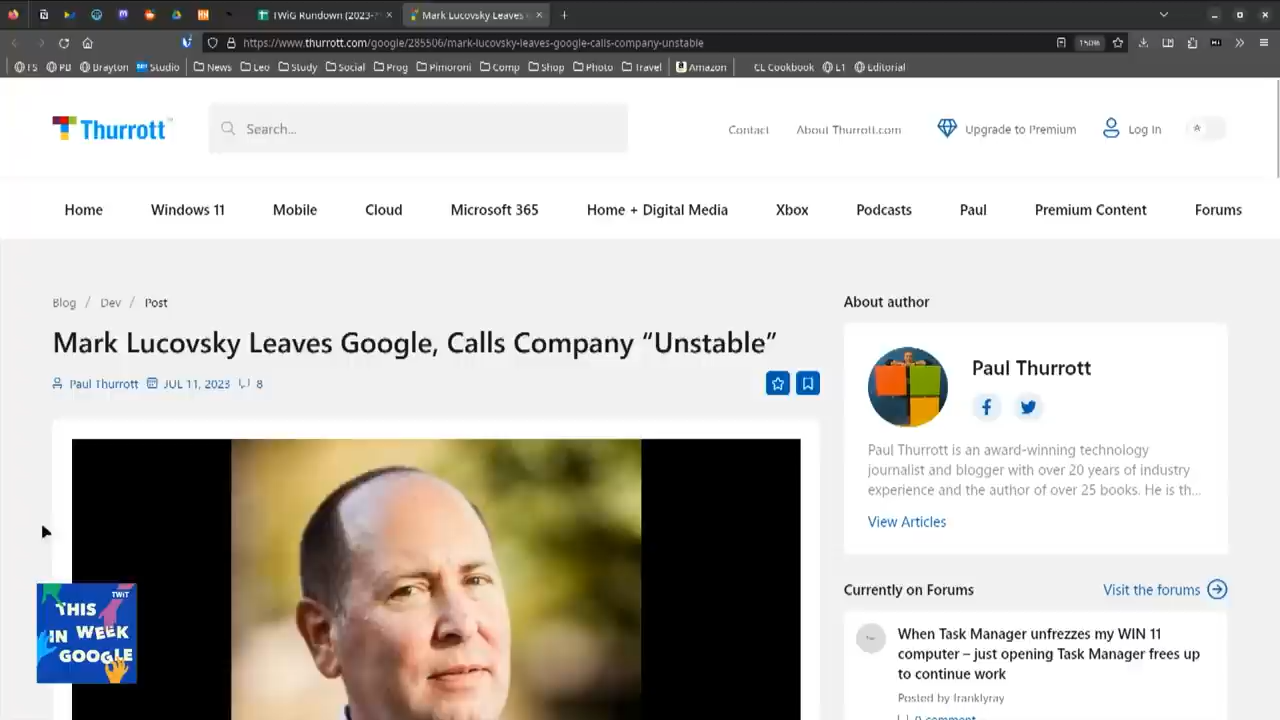 TWiG Rundown (2023-
Mark Lucovsky Leaves
https://www.thurrott.com/google/285506/mark-lucovsky-leaves-google-calls-company-unstable
150%
TS PB Brayton Studio News Leo Study Social Prog Pimoroni Comp Shop Photo Travel Amazon CL Cookbook L1 Editorial
Thurrott
Search...
Contact About Thurrott.com Upgrade to Premium Log In
Home Windows 11 Mobile Cloud Microsoft 365 Home + Digital Media Xbox Podcasts Paul Premium Content Forums
Blog / Dev / Post
Mark Lucovsky Leaves Google, Calls Company “Unstable”
Paul Thurrott JUL 11, 2023 8
About author
Paul Thurrott
Paul Thurrott is an award-winning technology
journalist and blogger with over 20 years of industry
experience and the author of over 25 books. He is th...
View Articles
Currently on Forums
Visit the forums
When Task Manager unfrezzes my WIN 11
computer – just opening Task Manager frees up
to continue work
Posted by franklyray
0 comment
TWiT
THIS
IN WEEK
GOOGLE